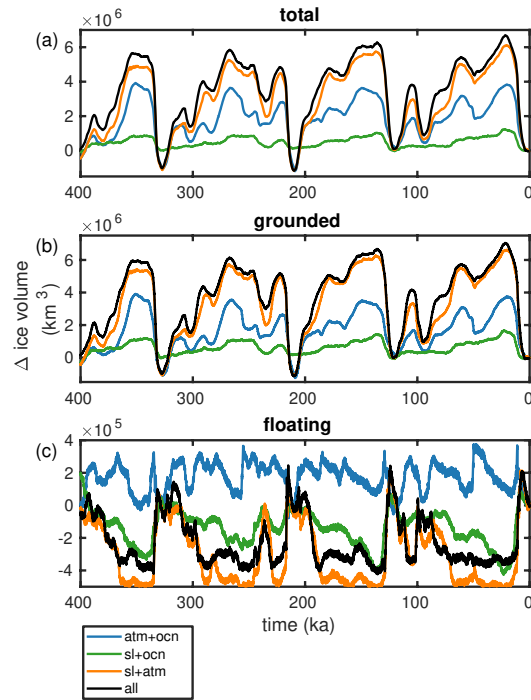 total
(a)
× 10^6
6
4
2
0
400 300 200 100 0
grounded
(b)
× 10^6
6
4
2
0
400 300 200 100 0
Δ ice volume
(km^3)
floating
(c)
× 10^5
4
2
0
-2
-4
400 300 200 100 0
time (ka)
atm+ocn
sl+ocn
sl+atm
all